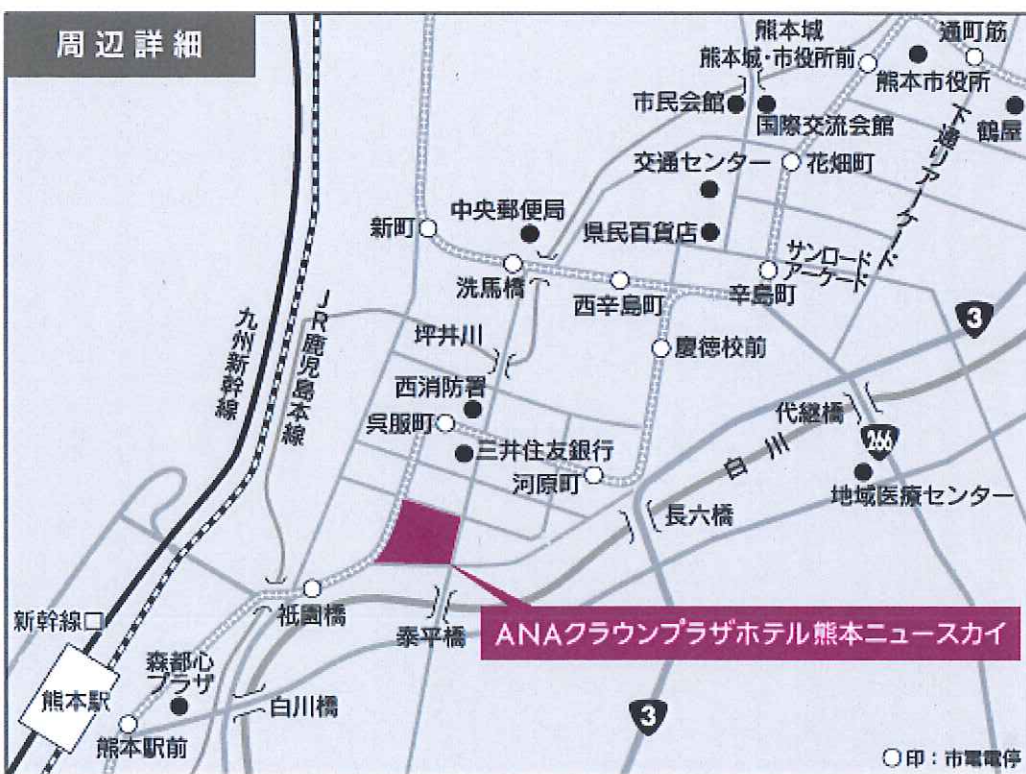 周辺詳細
熊本城
熊本城・市役所前
通町筋
熊本市役所
市民会館
国際交流会館
鶴屋
下通りアーケード
交通センター
花畑町
中央郵便局
新町
県民百貨店
サンロード
アーケード
洗馬橋
西辛島町
辛島町
3
九州新幹線
JR鹿児島本線
坪井川
慶徳校前
西消防署
呉服町
代継橋
三井住友銀行
白川
266
河原町
地域医療センター
長六橋
新幹線口
祇園橋
泰平橋
ANAクラウンプラザホテル熊本ニュースカイ
森都心
プラザ
熊本駅
白川橋
3
熊本駅前
○印：市電電停